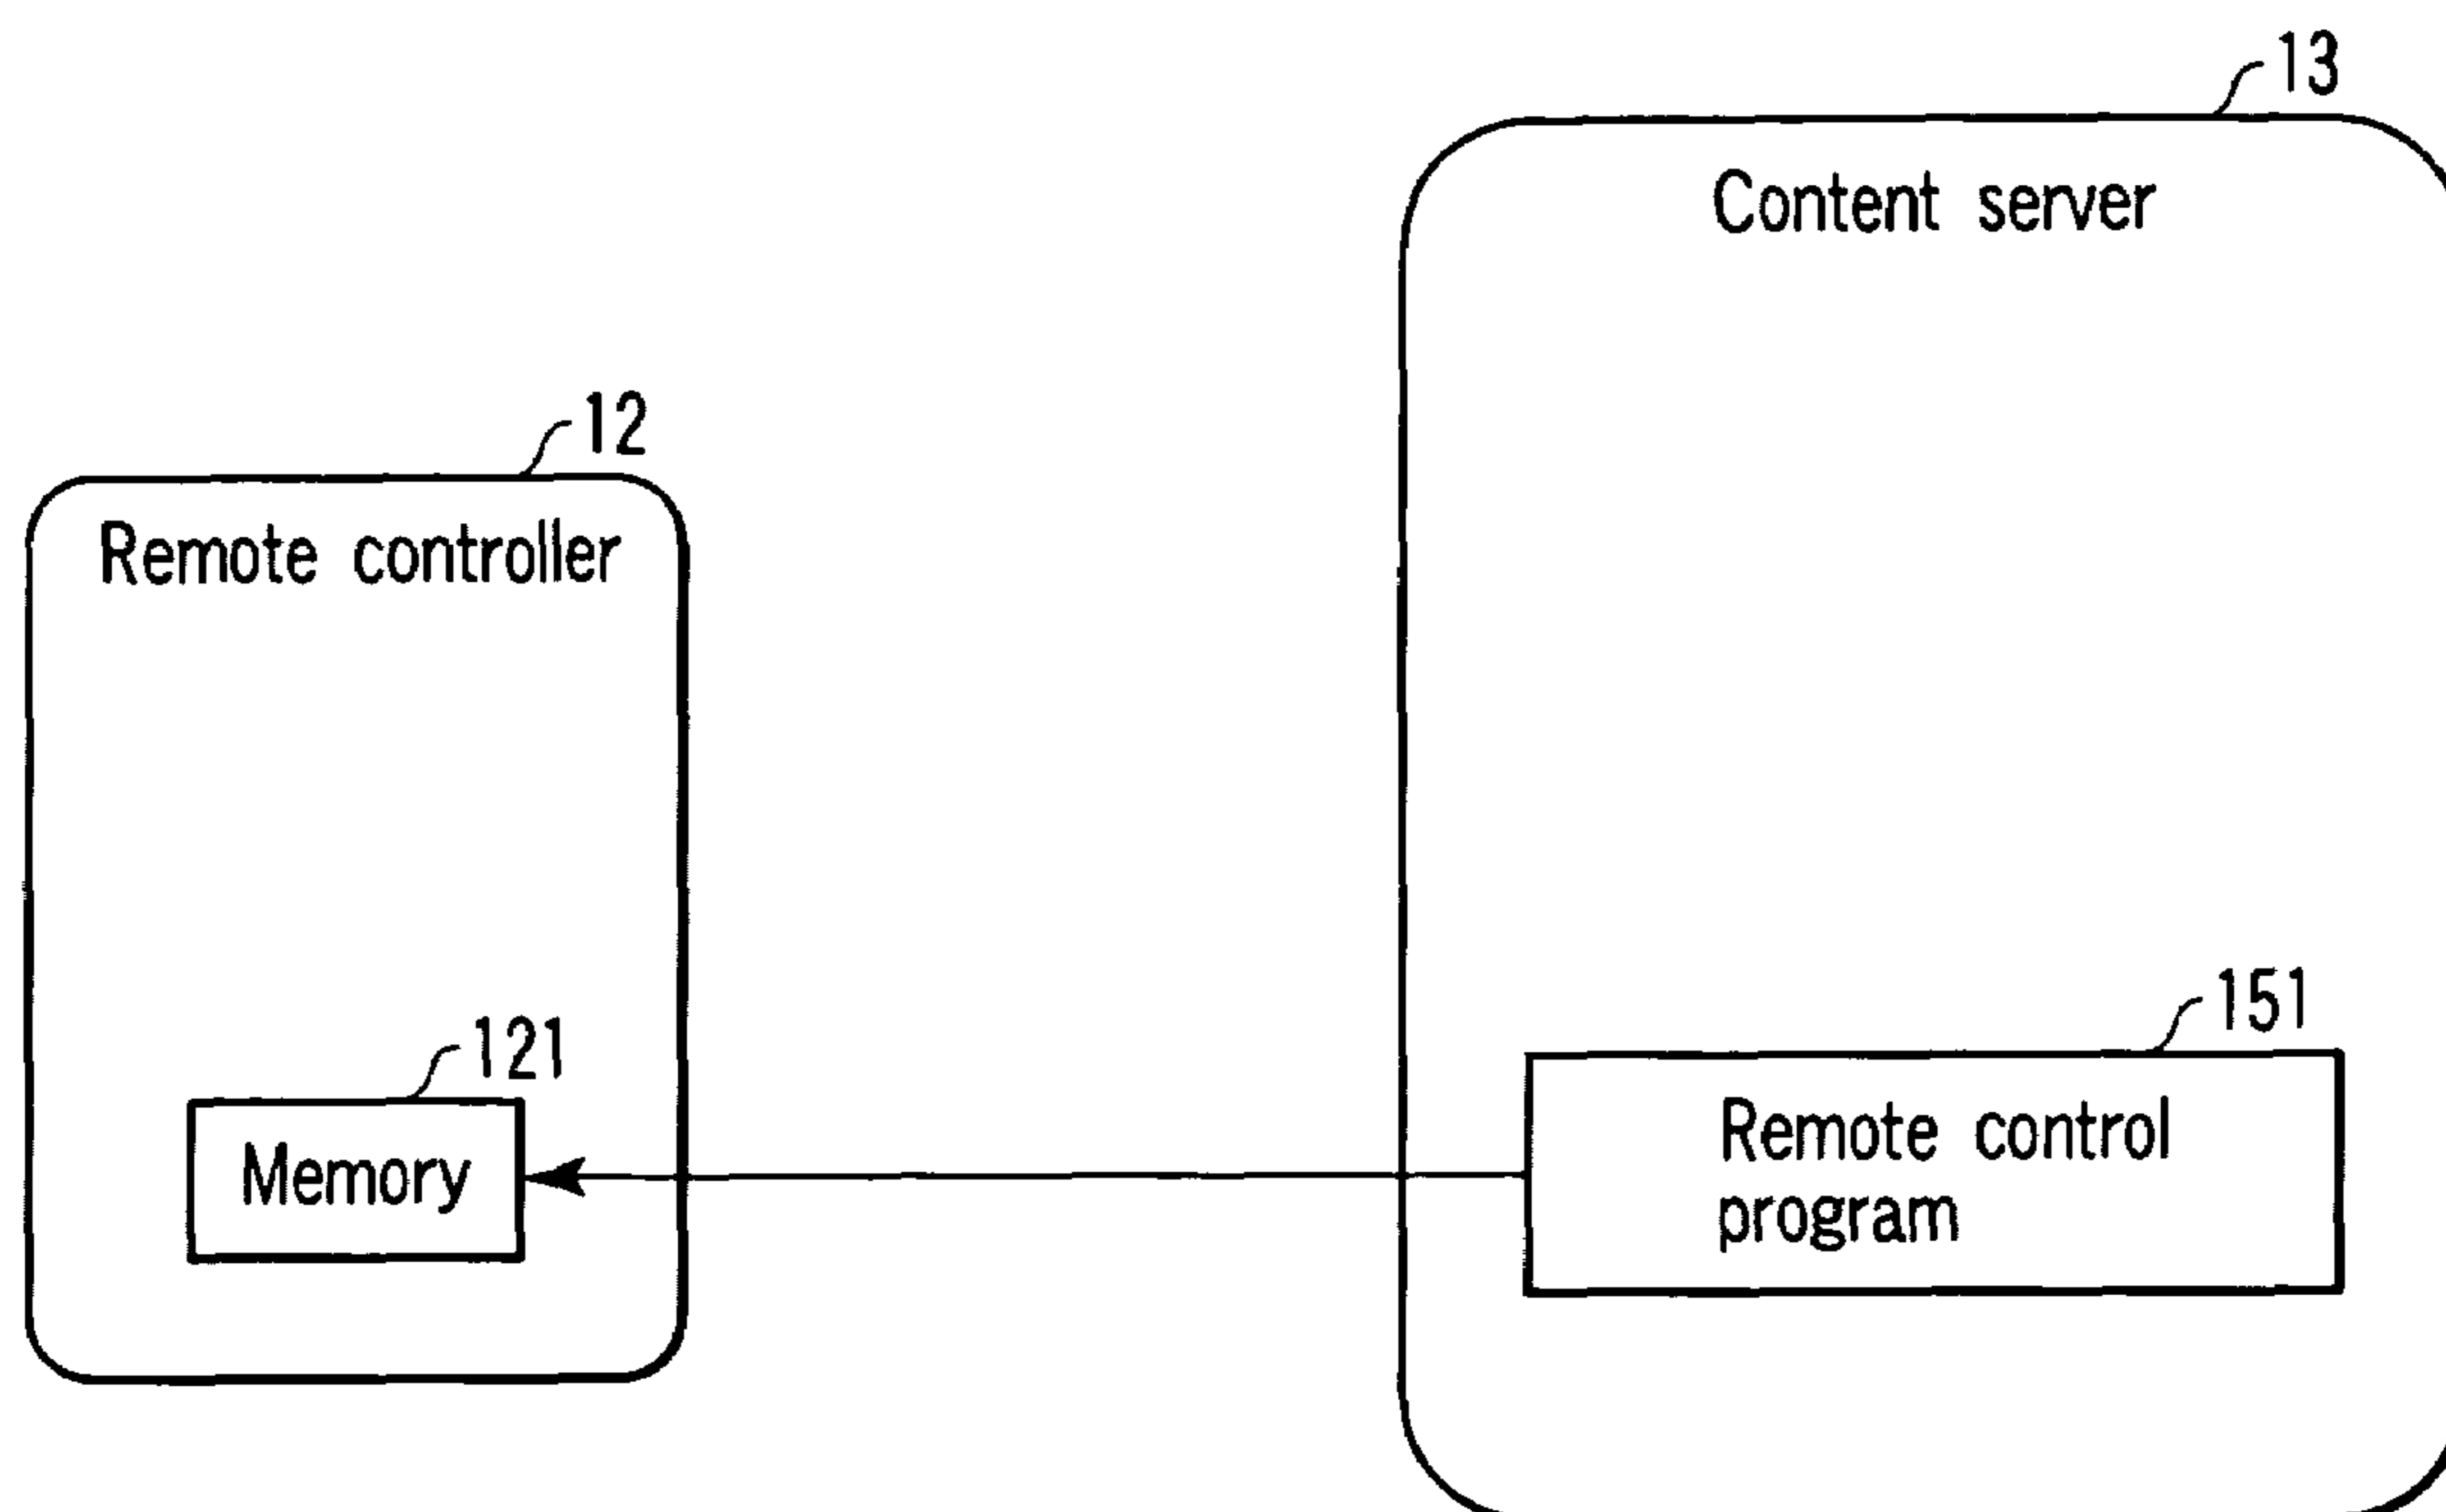 13
Content server
12
Remote controller
151
121
Remote control
program
Memory